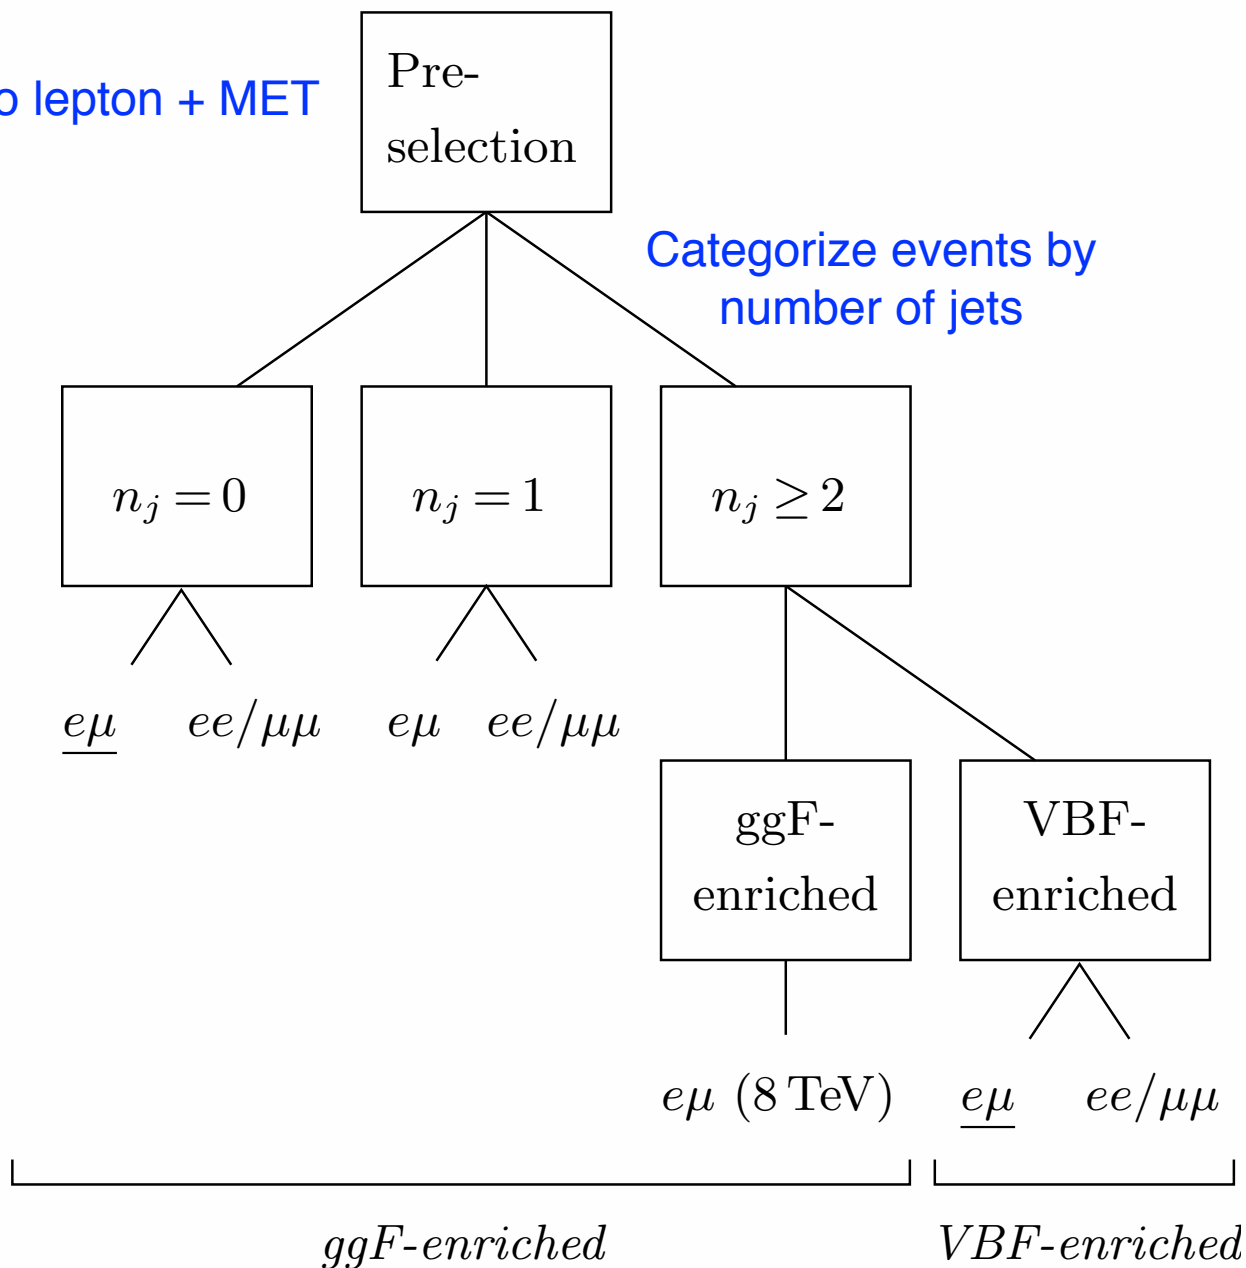 Pre-
selection
o lepton + MET
Categorize events by
number of jets
n_j = 0
n_j = 1
n_j ≥ 2
eμ ee/μμ
eμ ee/μμ
ggF-
enriched
VBF-
enriched
eμ (8 TeV)
eμ ee/μμ
ggF-enriched
VBF-enriched